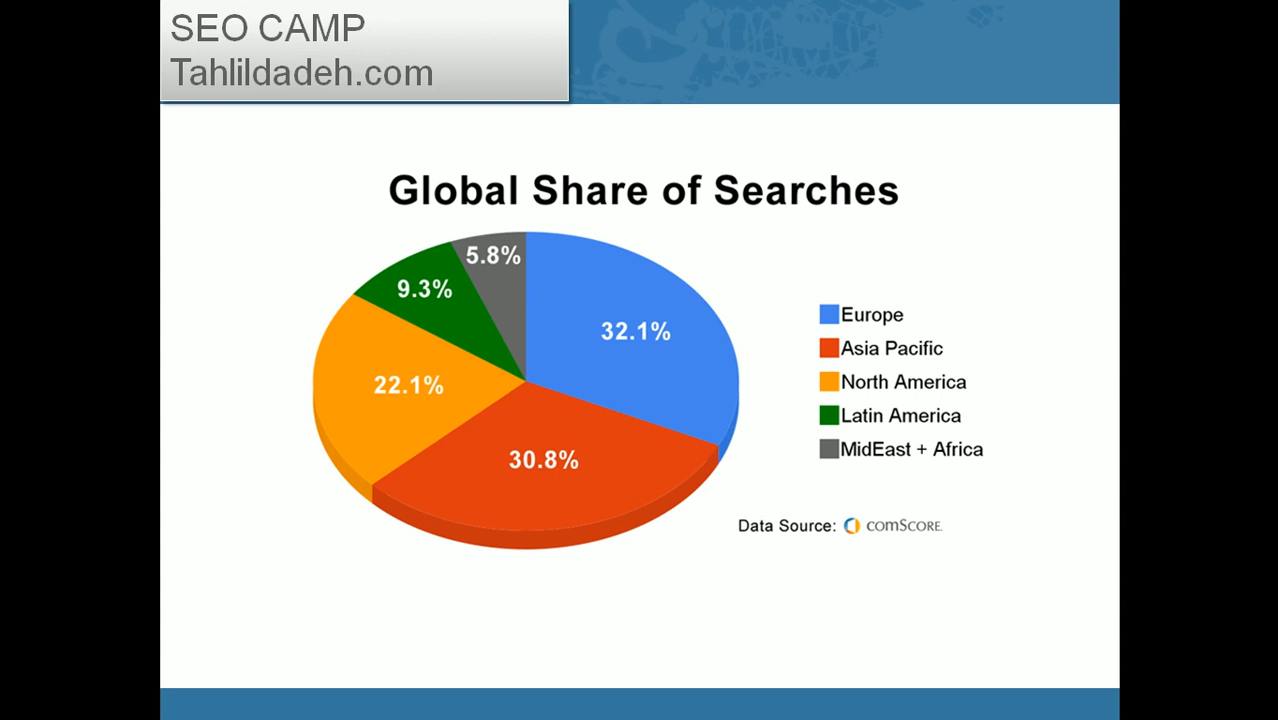 SEO CAMP
Tahlildadeh.com
Global Share of Searches
5.8%
9.3%
32.1%
22.1%
30.8%
Europe
Asia Pacific
North America
Latin America
MidEast + Africa
Data Source: comSCORE.